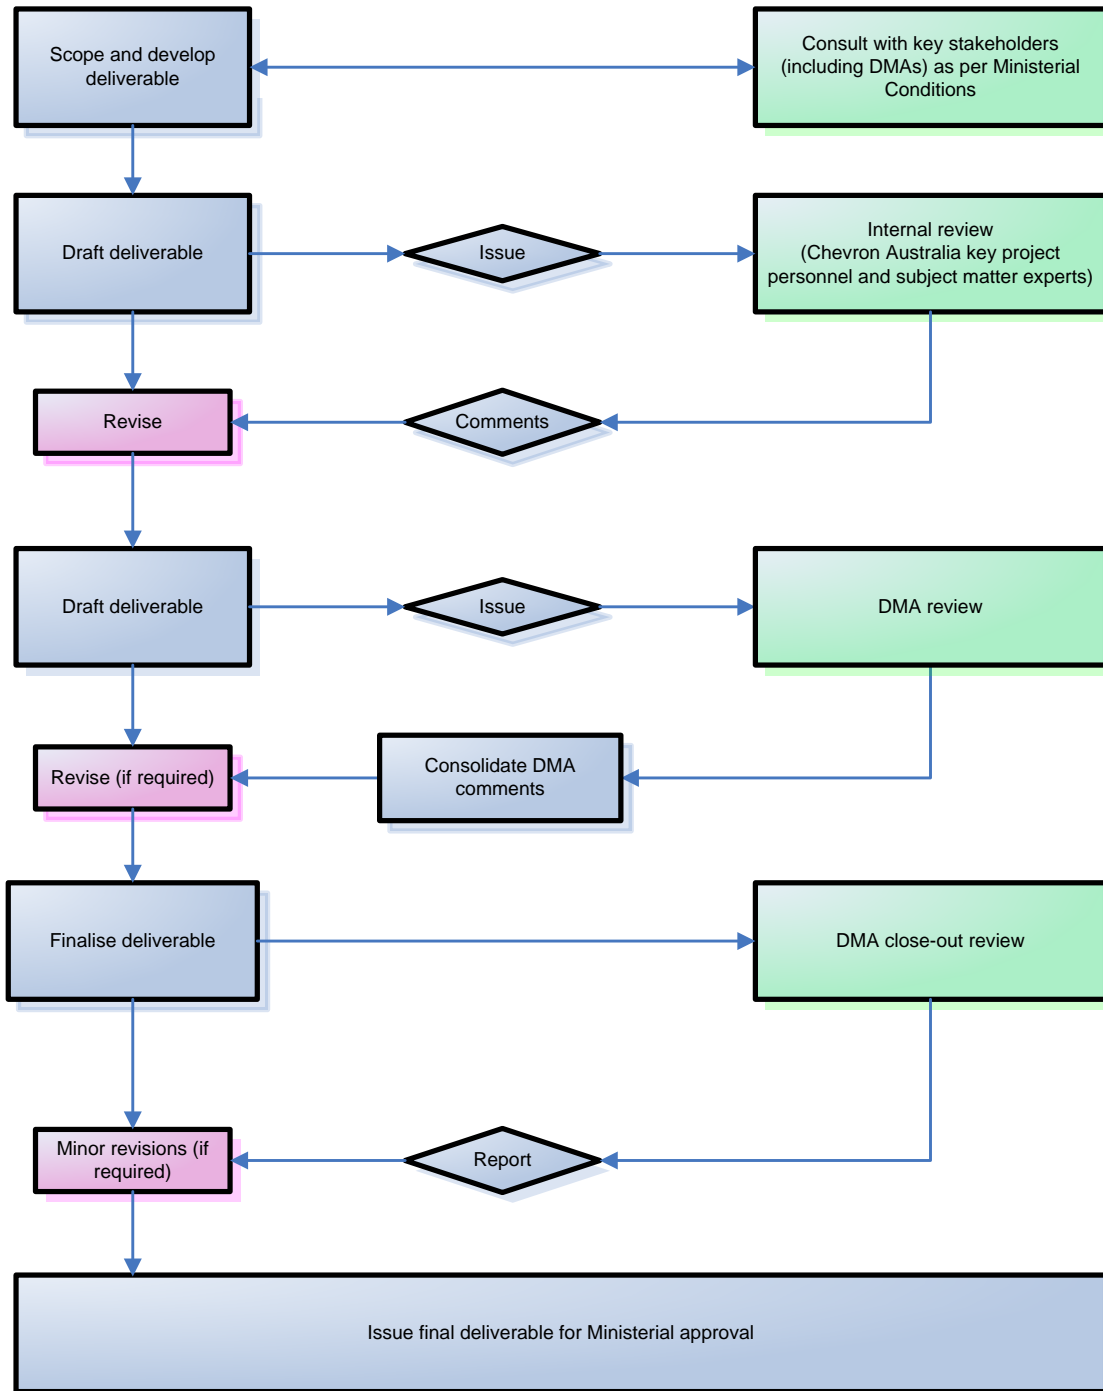 Scope and develop
deliverable
Consult with key stakeholders
(including DMAs) as per Ministerial
Conditions
Draft deliverable
Issue
Internal review
(Chevron Australia key project
personnel and subject matter experts)
Revise
Comments
Draft deliverable
Issue
DMA review
Revise (if required)
Consolidate DMA
comments
Finalise deliverable
DMA close-out review
Minor revisions (if
required)
Report
Issue final deliverable for Ministerial approval